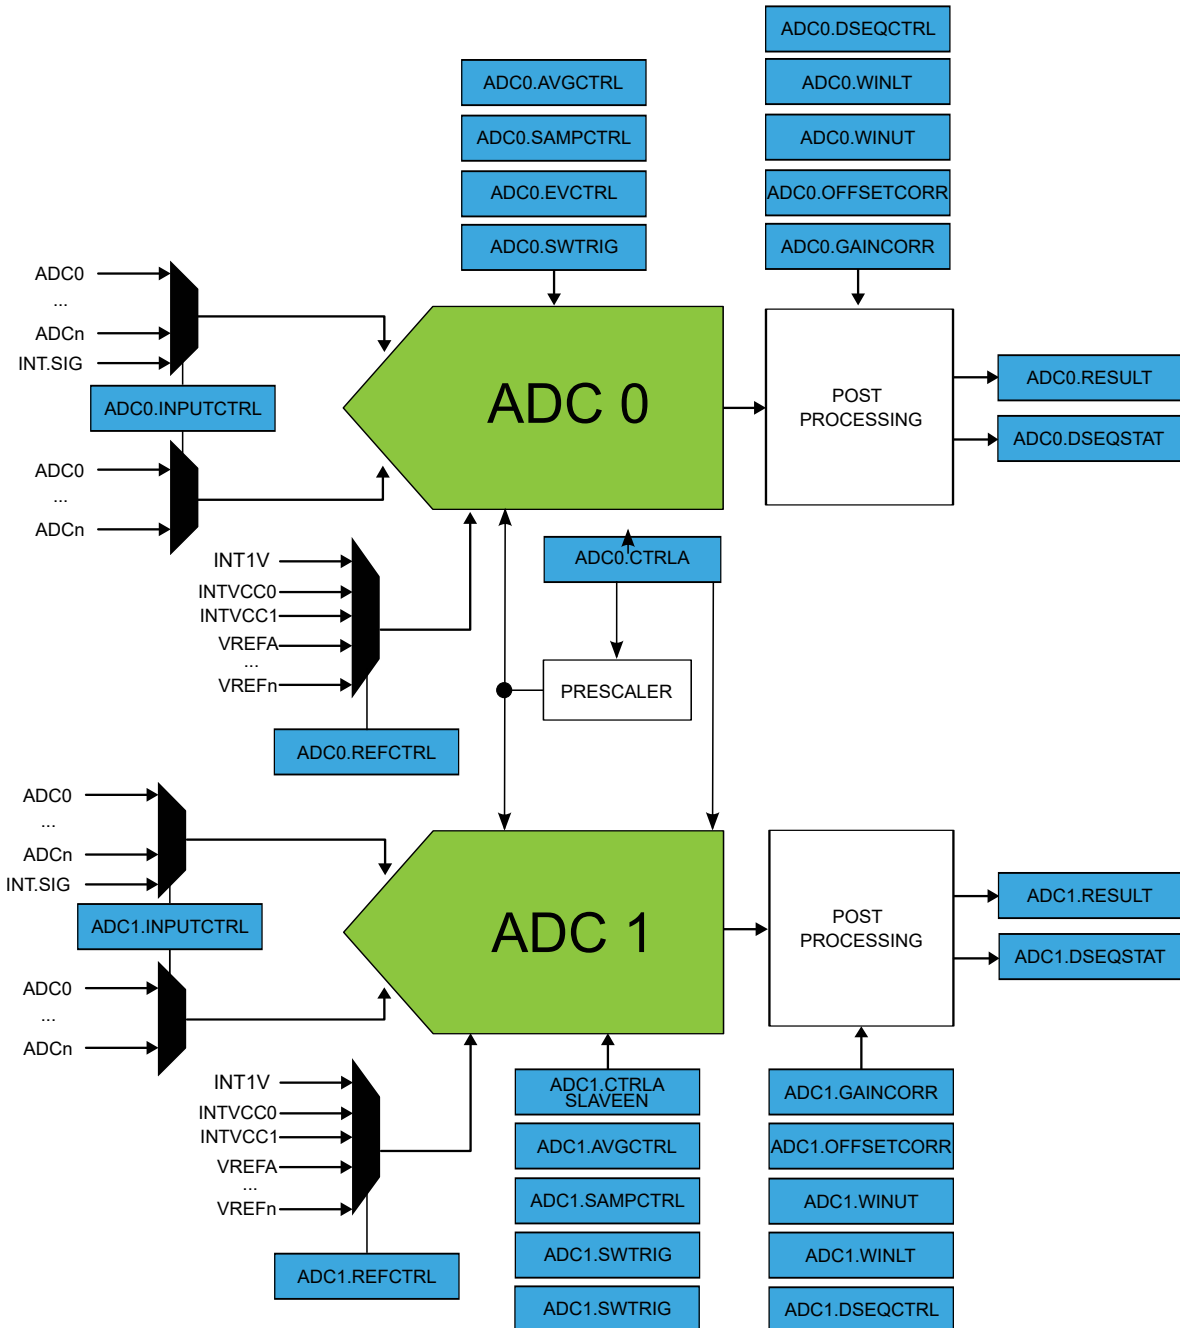 ADC0.DSEQCTRL
ADC0.AVGCTRL
ADC0.WINLT
ADC0.SAMPCTRL
ADC0.WINUT
ADC0.EVCTRL
ADC0.OFFSETCORR
ADC0.SWTRIG
ADC0.GAINCORR
ADC0
...
ADCn
INT.SIG
ADC0.INPUTCTRL
ADC0
...
ADCn
ADC 0
POST
PROCESSING
ADC0.RESULT
ADC0.DSEQSTAT
INT1V
INTVCC0
INTVCC1
VREFA
...
VREFn
ADC0.CTRLA
PRESCALER
ADC0.REFCTRL
ADC0
...
ADCn
INT.SIG
ADC1.INPUTCTRL
ADC0
...
ADCn
ADC 1
POST
PROCESSING
ADC1.RESULT
ADC1.DSEQSTAT
INT1V
INTVCC0
INTVCC1
VREFA
...
VREFn
ADC1.REFCTRL
ADC1.CTRLA
SLAVEEN
ADC1.AVGCTRL
ADC1.SAMPCTRL
ADC1.SWTRIG
ADC1.SWTRIG
ADC1.GAINCORR
ADC1.OFFSETCORR
ADC1.WINUT
ADC1.WINLT
ADC1.DSEQCTRL